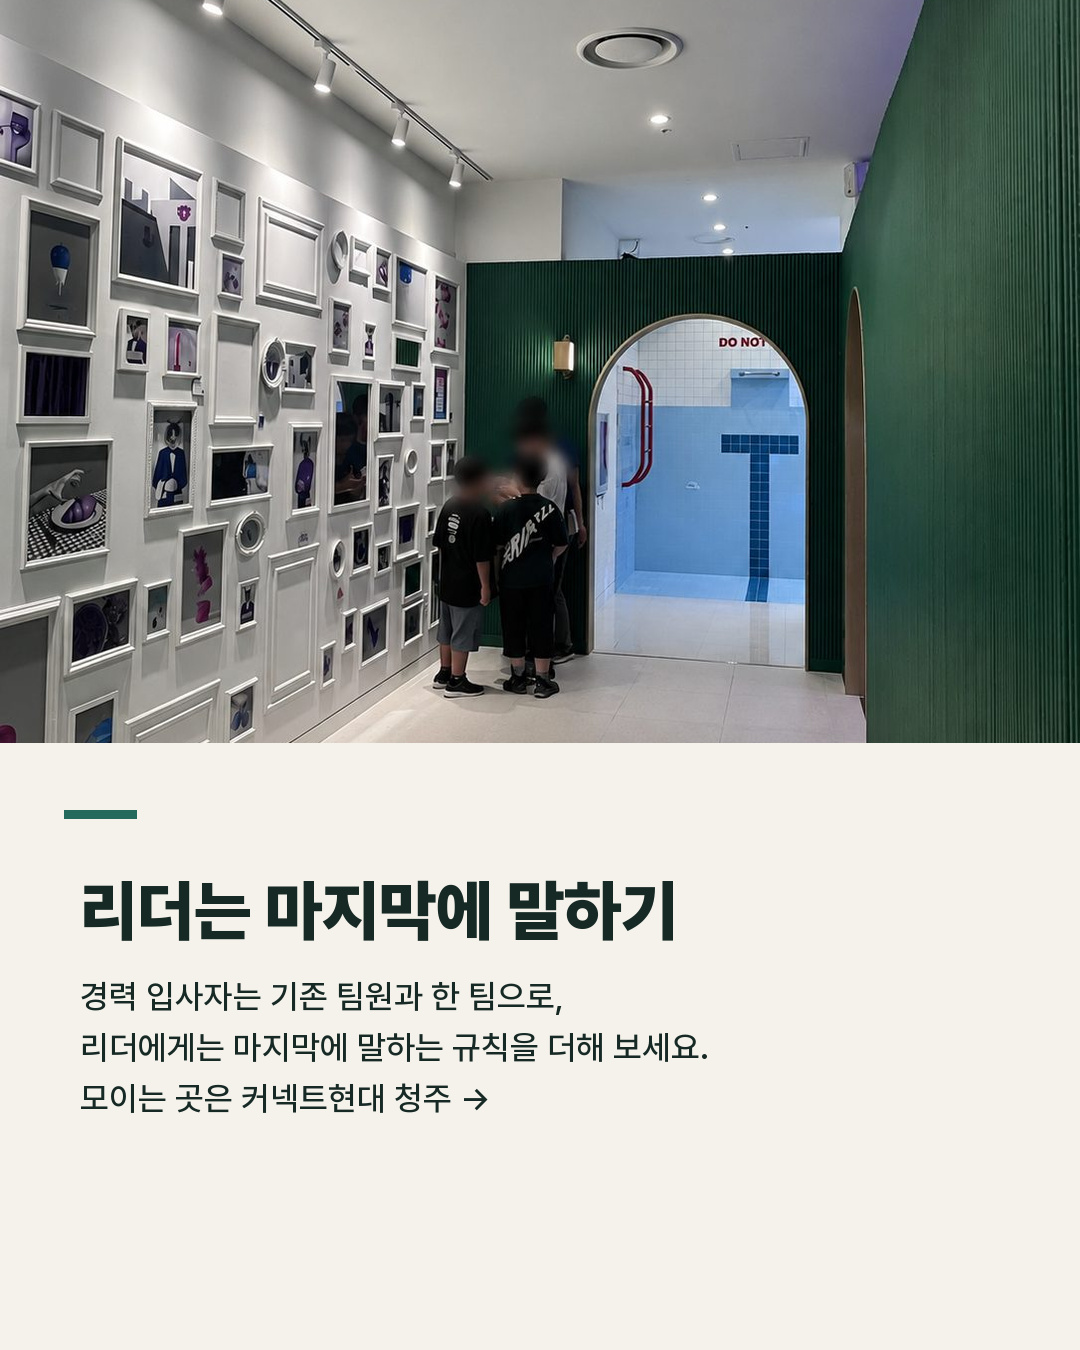 DO NOT
리더는 마지막에 말하기
경력 입사자는 기존 팀원과 한 팀으로,
리더에게는 마지막에 말하는 규칙을 더해 보세요.
모이는 곳은 커넥트현대 청주 →